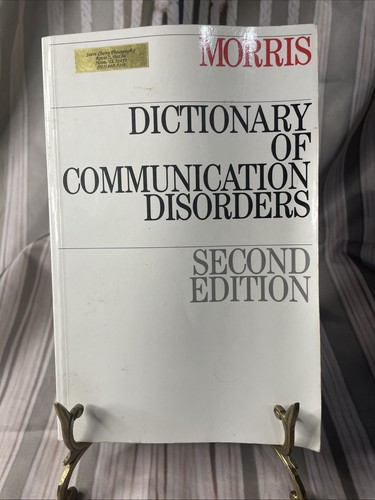 MORRIS
DICTIONARY
OF
COMMUNICATION
DISORDERS
SECOND
EDITION